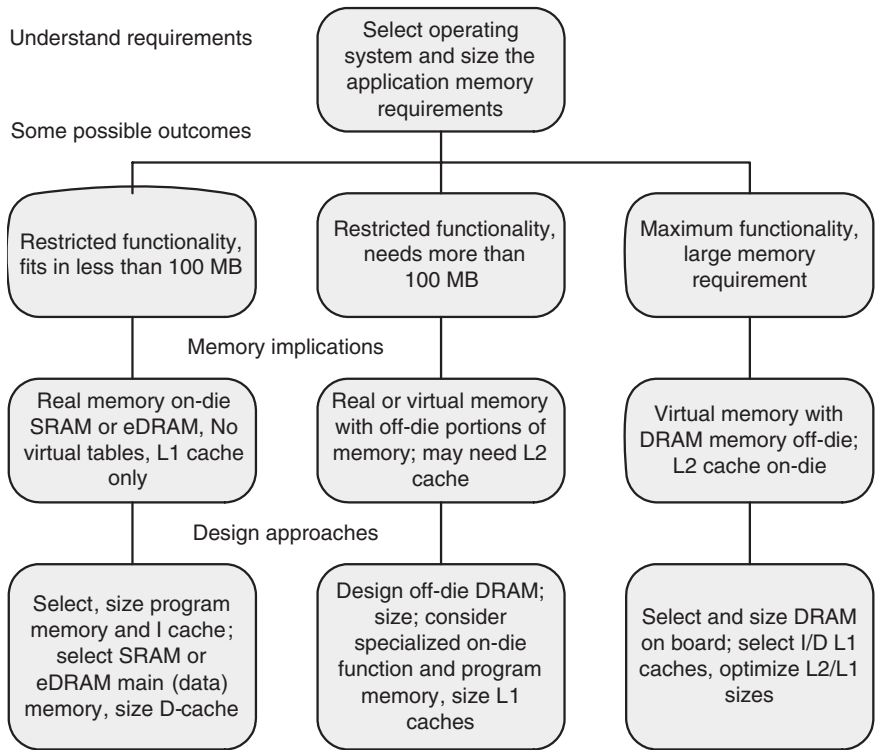 Understand requirements
Select operating
system and size the
application memory
requirements
Some possible outcomes
Restricted functionality,
fits in less than 100 MB
Restricted functionality,
needs more than
100 MB
Maximum functionality,
large memory
requirement
Memory implications
Real memory on-die
SRAM or eDRAM, No
virtual tables, L1 cache
only
Real or virtual memory
with off-die portions of
memory; may need L2
cache
Virtual memory with
DRAM memory off-die;
L2 cache on-die
Design approaches
Select, size program
memory and I cache;
select SRAM or
eDRAM main (data)
memory, size D-cache
Design off-die DRAM;
size; consider
specialized on-die
function and program
memory, size L1
caches
Select and size DRAM
on board; select I/D L1
caches, optimize L2/L1
sizes